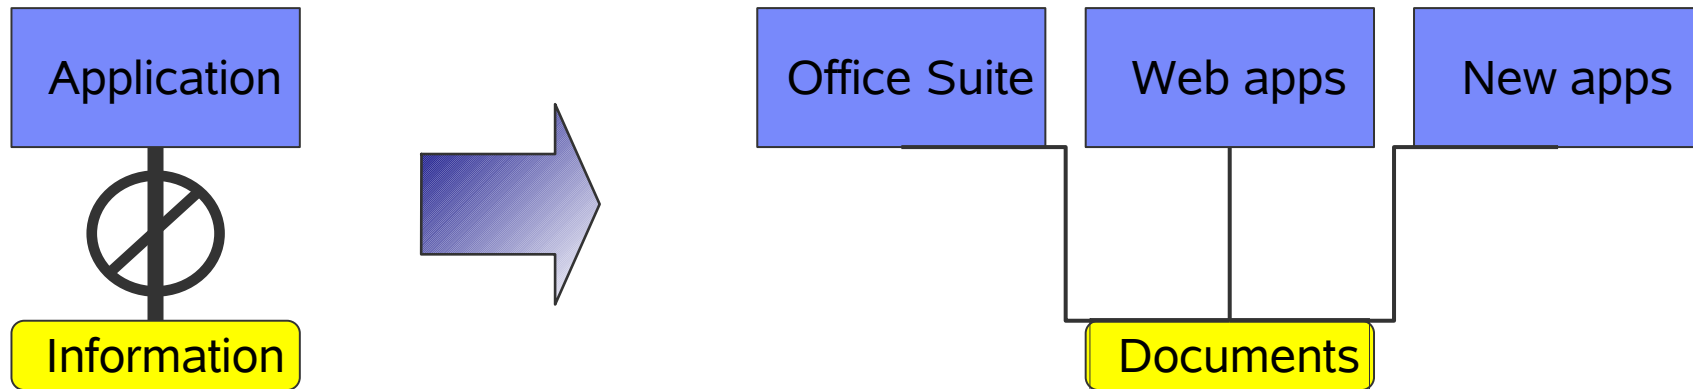 Application
Information
Office Suite
Web apps
New apps
Documents